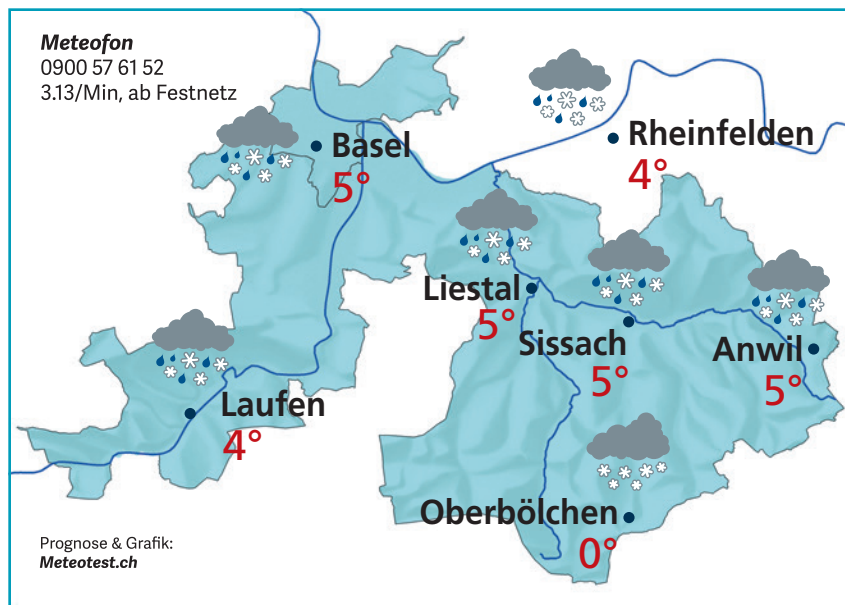 Meteofon
0900 57 61 52
3.13/Min, ab Festnetz
Basel
5°
Rheinfelden
4°
Liestal
5°
Sissach
5°
Anwil
5°
Laufen
4°
Oberbölchen
0°
Prognose & Grafik:
Meteotest.ch